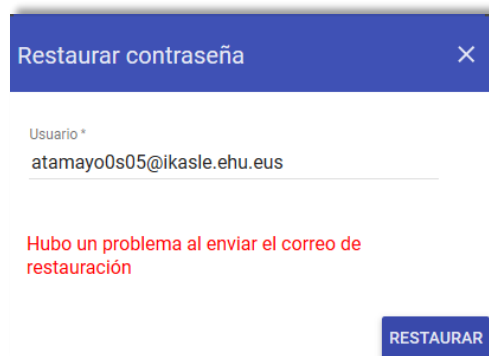 Restaurar contraseña
Usuario *
atamayo0s05@ikasle.ehu.eus
Hubo un problema al enviar el correo de
restauración
RESTAURAR